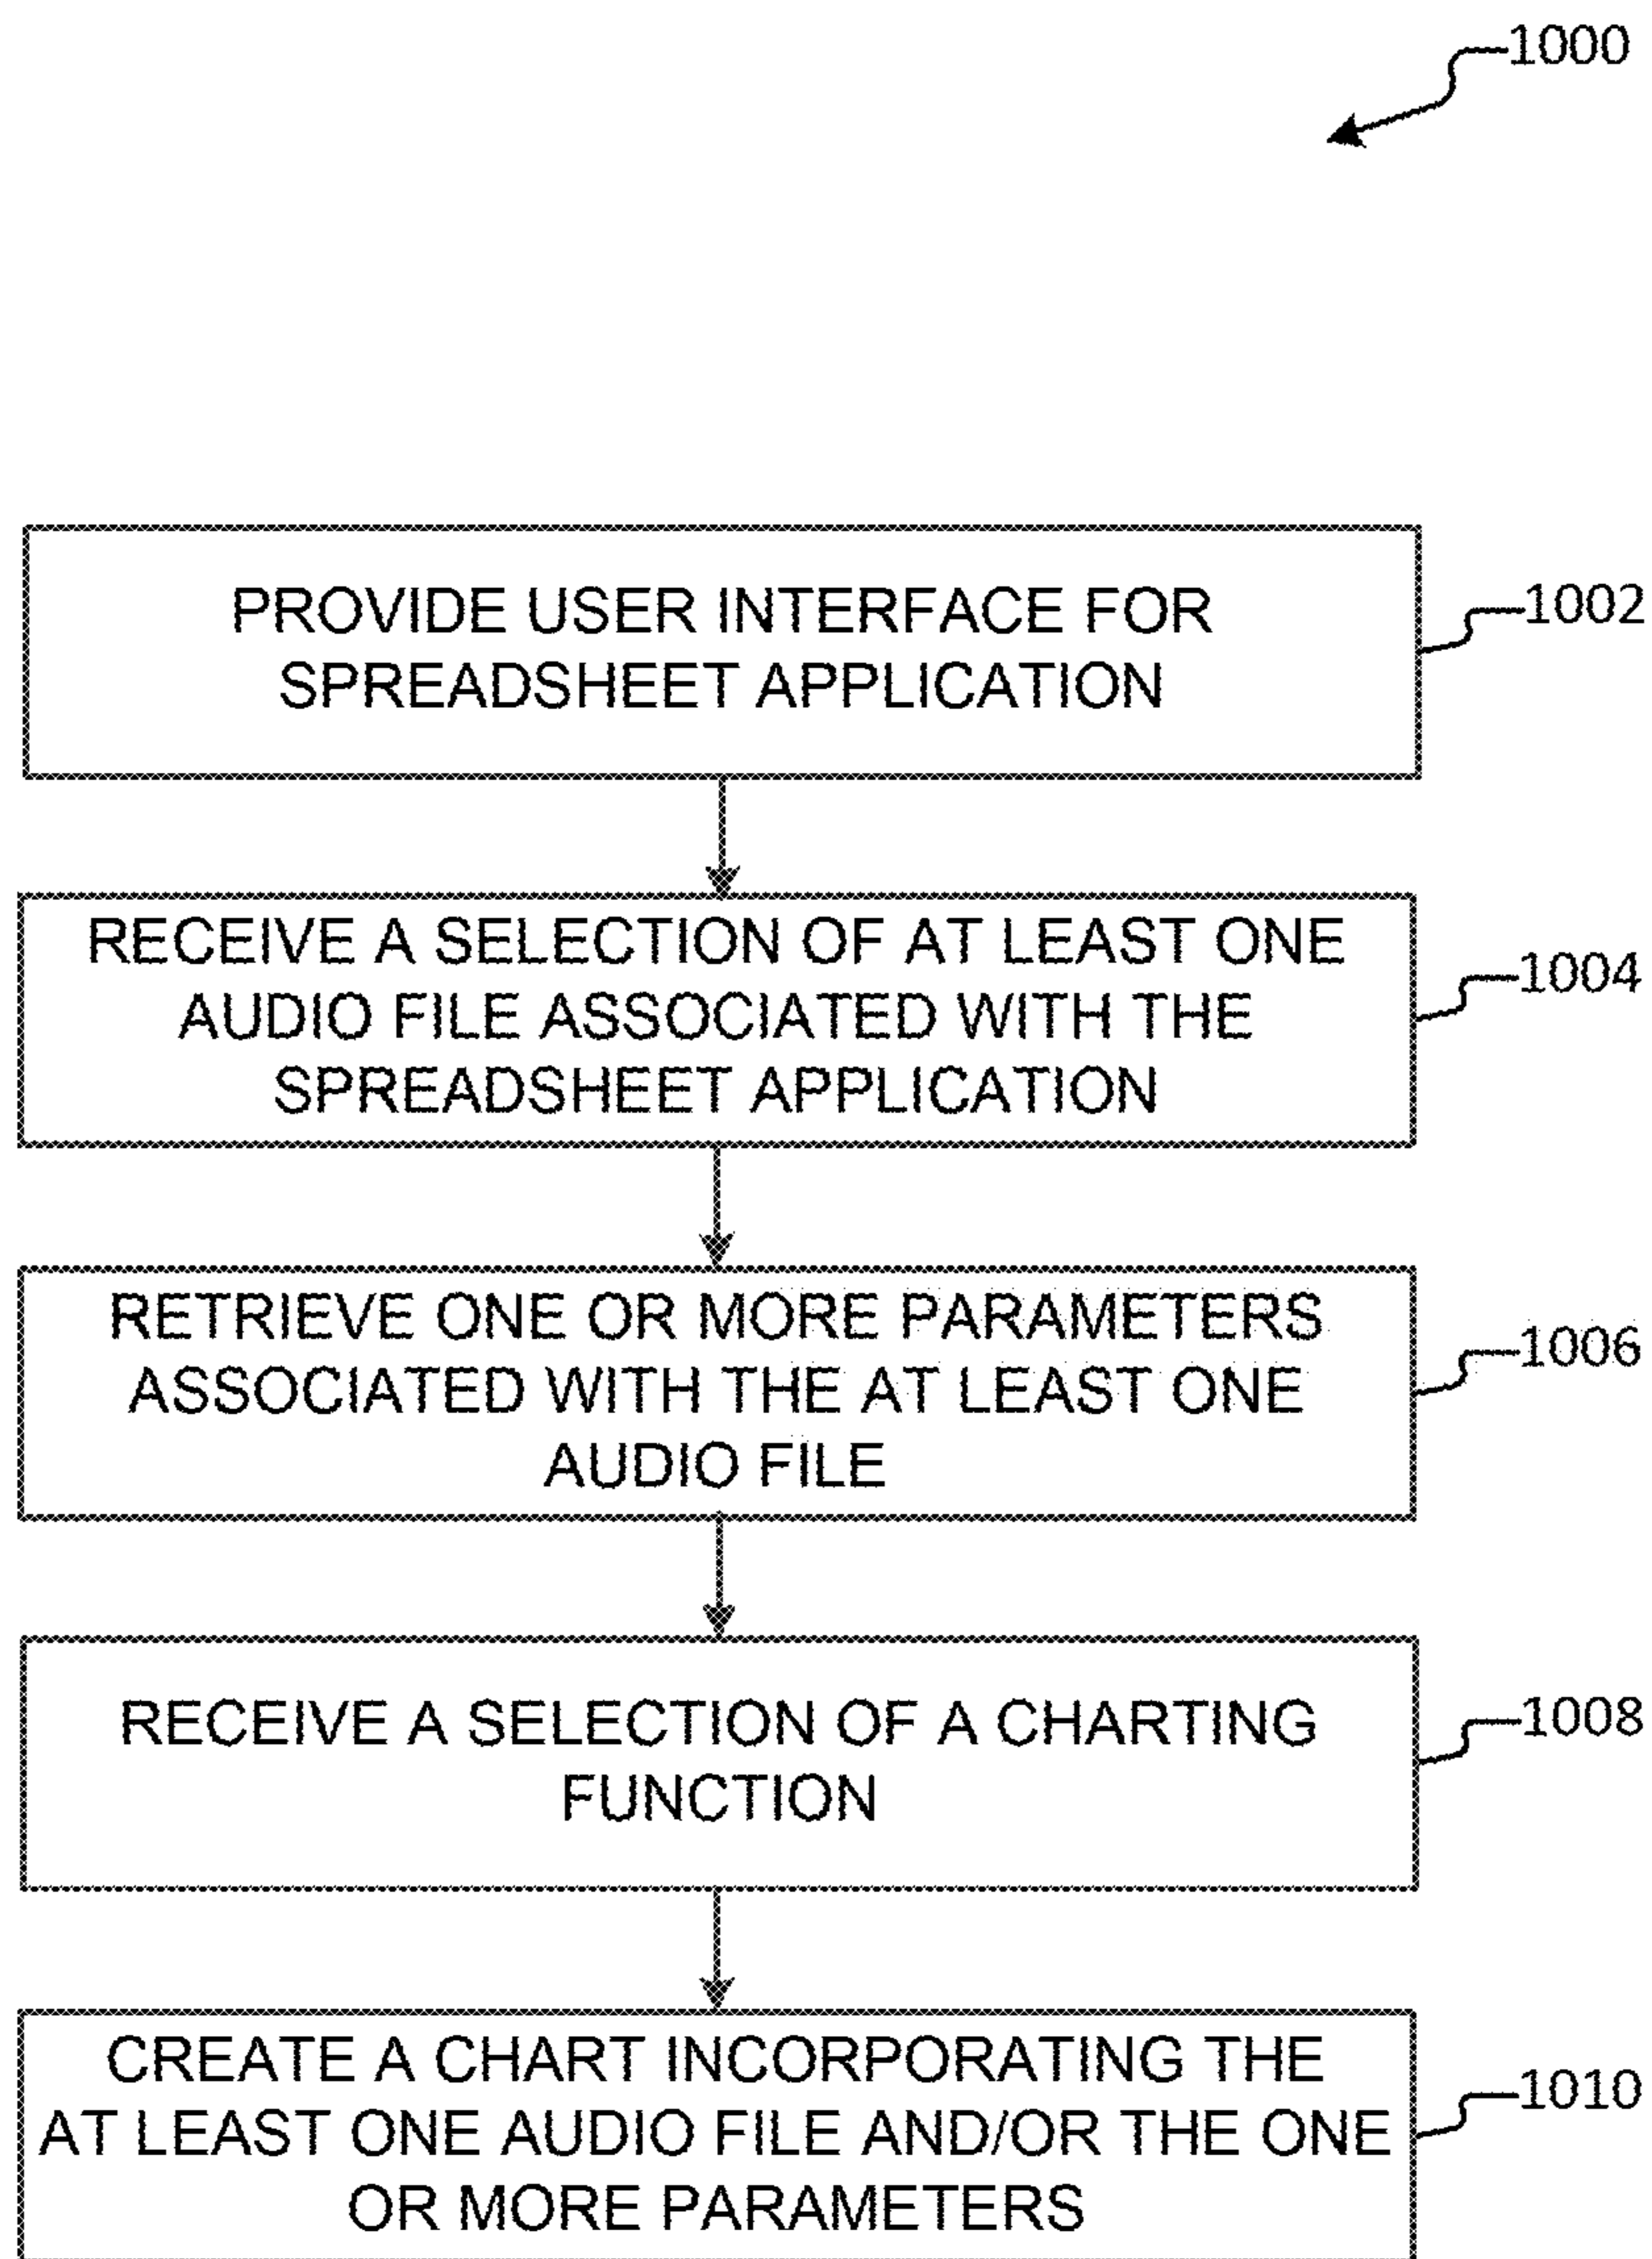 1000
PROVIDE USER INTERFACE FOR
SPREADSHEET APPLICATION
1002
RECEIVE A SELECTION OF AT LEAST ONE
AUDIO FILE ASSOCIATED WITH THE
SPREADSHEET APPLICATION
1004
RETRIEVE ONE OR MORE PARAMETERS
ASSOCIATED WITH THE AT LEAST ONE
AUDIO FILE
1006
RECEIVE A SELECTION OF A CHARTING
FUNCTION
1008
CREATE A CHART INCORPORATING THE
AT LEAST ONE AUDIO FILE AND/OR THE ONE
OR MORE PARAMETERS
1010